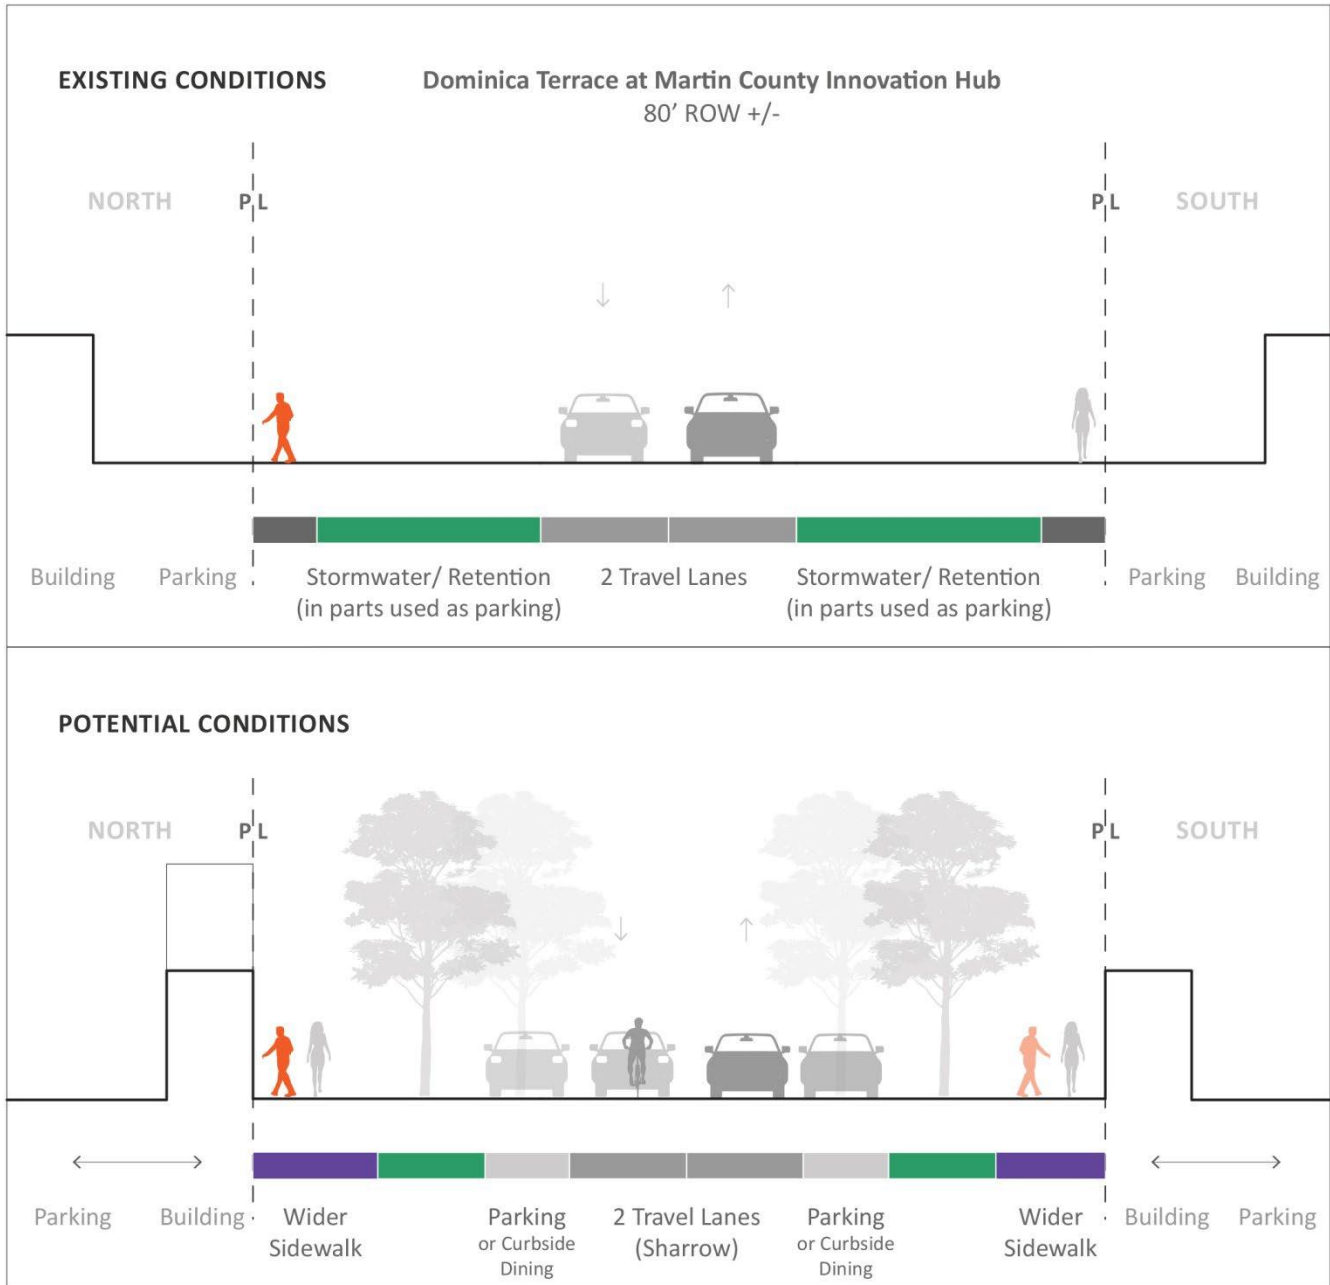 EXISTING CONDITIONS
Dominica Terrace at Martin County Innovation Hub
80' ROW +/-
NORTH
PL
PL
SOUTH
Building
Parking
Stormwater/ Retention
(in parts used as parking)
2 Travel Lanes
Stormwater/ Retention
(in parts used as parking)
Parking
Building
POTENTIAL CONDITIONS
NORTH
PL
PL
SOUTH
Parking
Building
Wider
Sidewalk
Parking
or Curbside
Dining
2 Travel Lanes
(Sharrow)
Parking
or Curbside
Dining
Wider
Sidewalk
Building
Parking